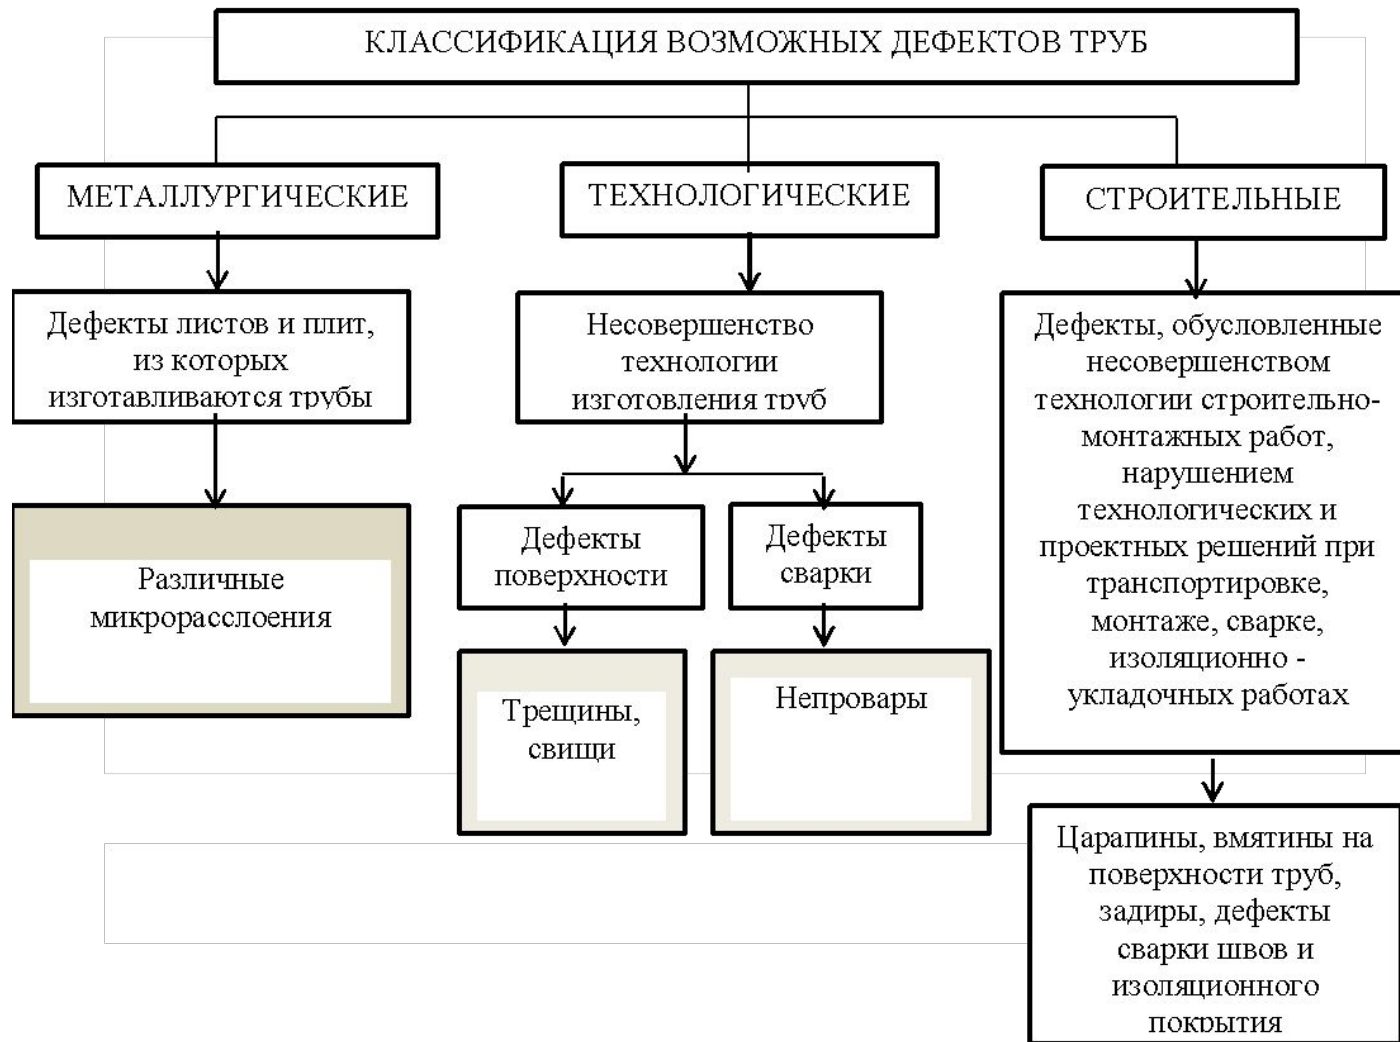 КЛАССИФИКАЦИЯ ВОЗМОЖНЫХ ДЕФЕКТОВ ТРУБ
МЕТАЛЛУРГИЧЕСКИЕ
ТЕХНОЛОГИЧЕСКИЕ
СТРОИТЕЛЬНЫЕ
Дефекты листов и плит,
из которых
изготавливаются трубы
Несовершенство
технологии
изготовления труб
Дефекты, обусловленные
несовершенством
технологии строительно-
монтажных работ,
нарушением
технологических и
проектных решений при
транспортировке,
монтаже, сварке,
изоляционно -
укладочных работах
Различные
микрорасслоения
Дефекты
поверхности
Дефекты
сварки
Трещины,
свищи
Непровары
Царапины, вмятины на
поверхности труб,
задиры, дефекты
сварки швов и
изоляционного
покрытия